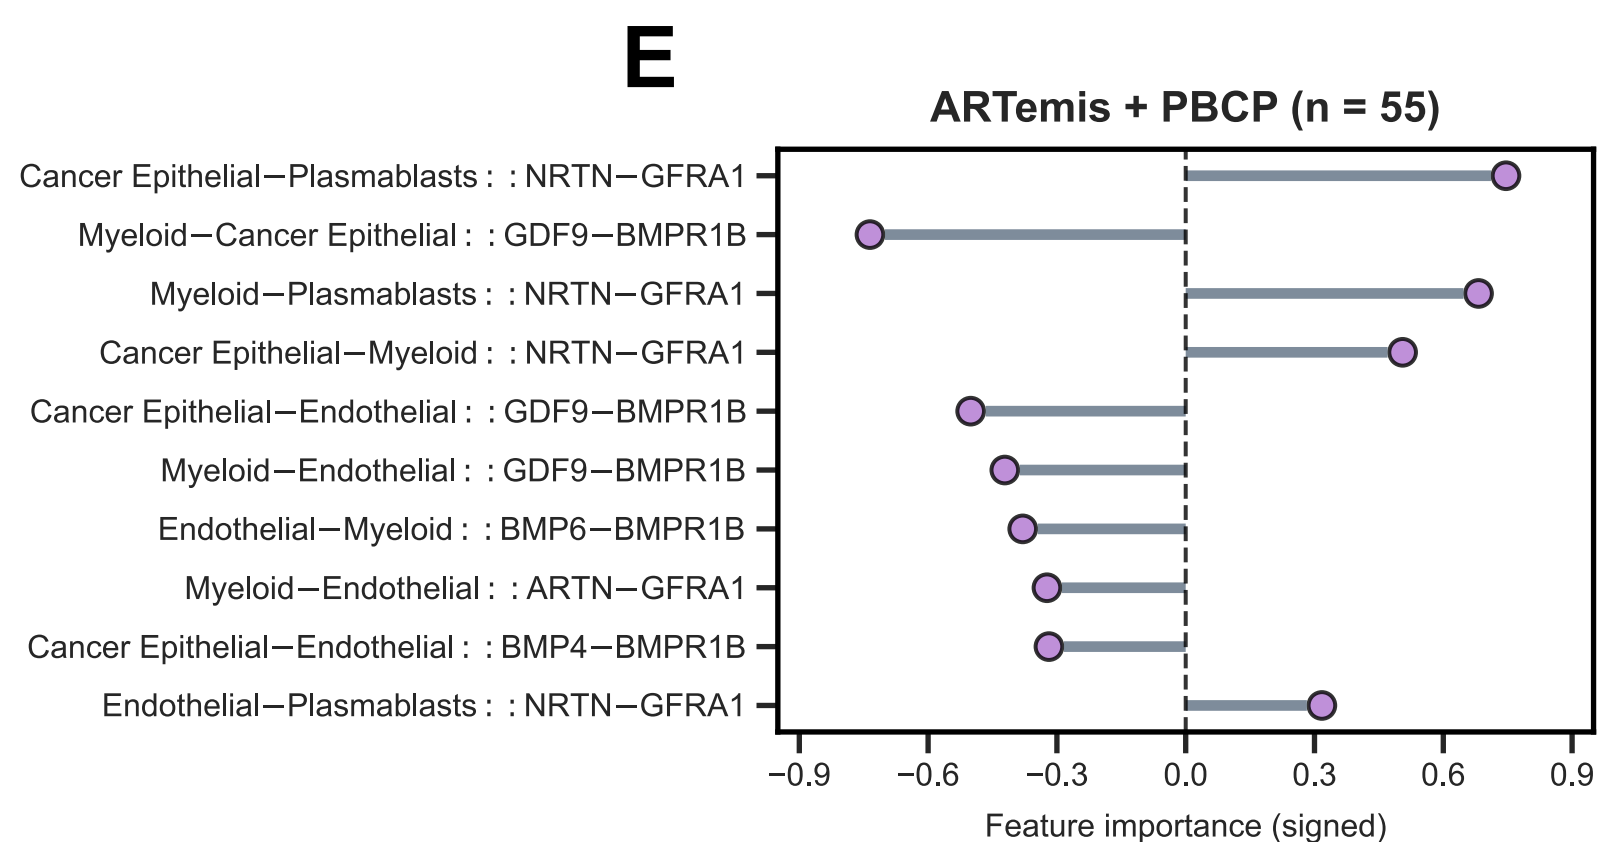 E
ARTemis + PBCP (n = 55)
Cancer Epithelial−Plasmablasts: :NRTN−GFRA1
Myeloid−Cancer Epithelial: :GDF9−BMPR1B
Myeloid−Plasmablasts: :NRTN−GFRA1
Cancer Epithelial−Myeloid: :NRTN−GFRA1
Cancer Epithelial−Endothelial: :GDF9−BMPR1B
Myeloid−Endothelial: :GDF9−BMPR1B
Endothelial−Myeloid: :BMP6−BMPR1B
Myeloid−Endothelial: :ARTN−GFRA1
Cancer Epithelial−Endothelial: :BMP4−BMPR1B
Endothelial−Plasmablasts: :NRTN−GFRA1
−0.9 −0.6 −0.3 0.0 0.3 0.6 0.9
Feature importance (signed)